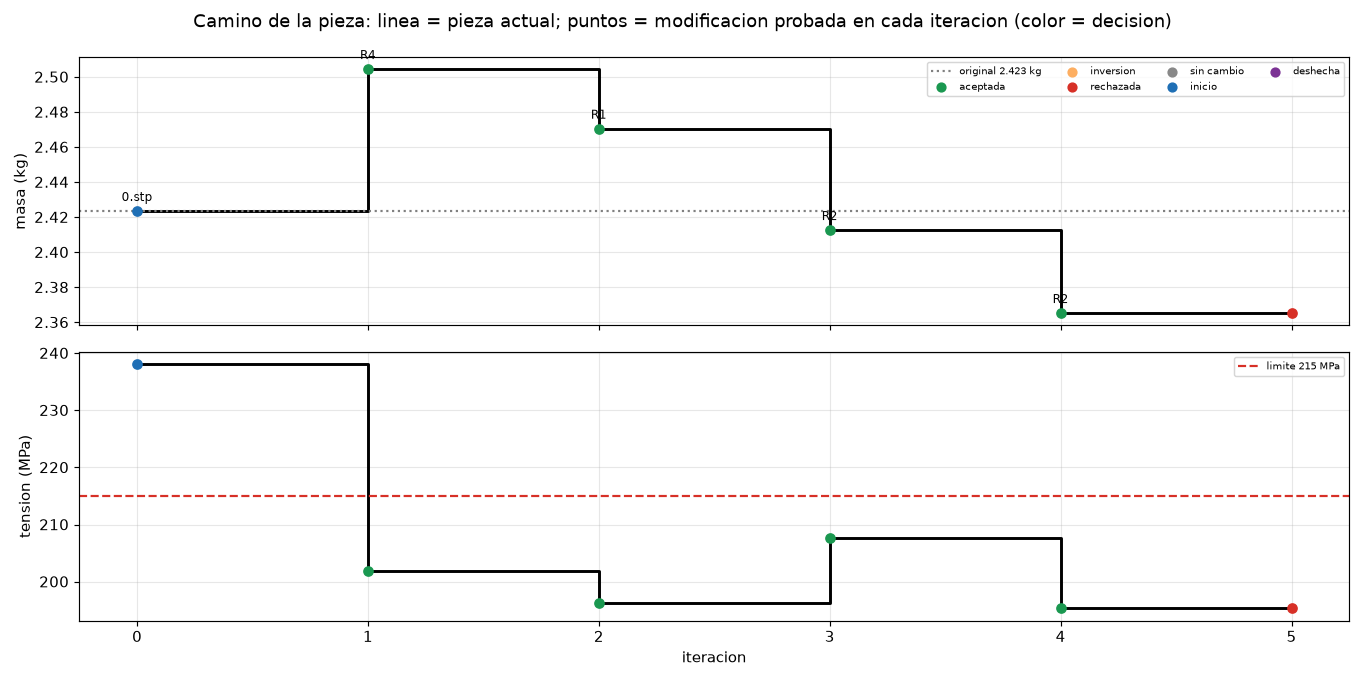 Camino de la pieza: linea = pieza actual; puntos = modificacion probada en cada iteracion (color = decision)
R4
2.50
original 2.423 kg
inversion
sin cambio
deshecha
aceptada
rechazada
inicio
2.48
R1
2.46
masa (kg)
2.44
0.stp
2.42
R2
2.40
2.38
R2
2.36
240
limite 215 MPa
230
tension (MPa)
220
210
200
0 1 2 3 4 5
iteracion